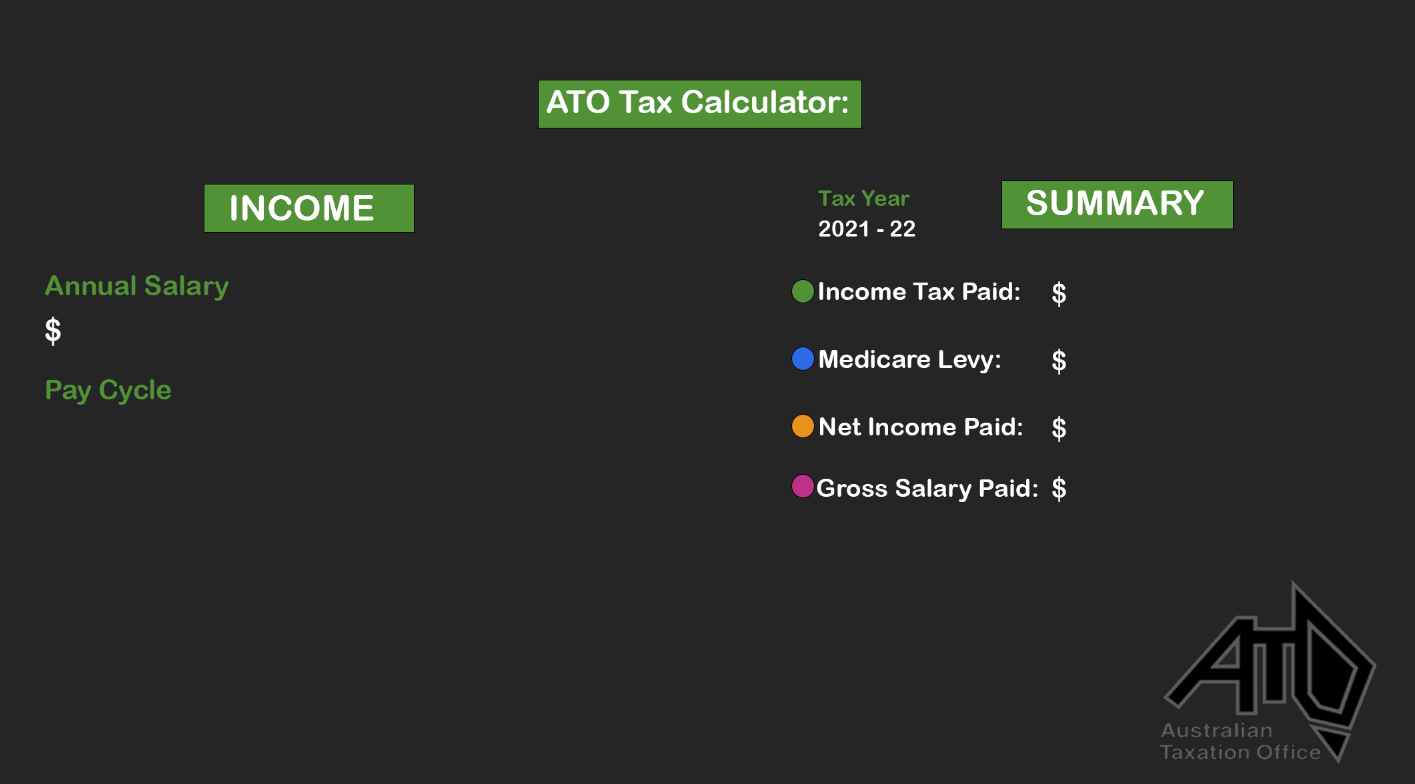 ATO Tax Calculator:
INCOME
Annual Salary
$
Pay Cycle
SUMMARY
Tax Year
2021 - 22
Income Tax Paid: $
Medicare Levy: $
Net Income Paid: $
Gross Salary Paid: $
ATO
Australian
Taxation Office